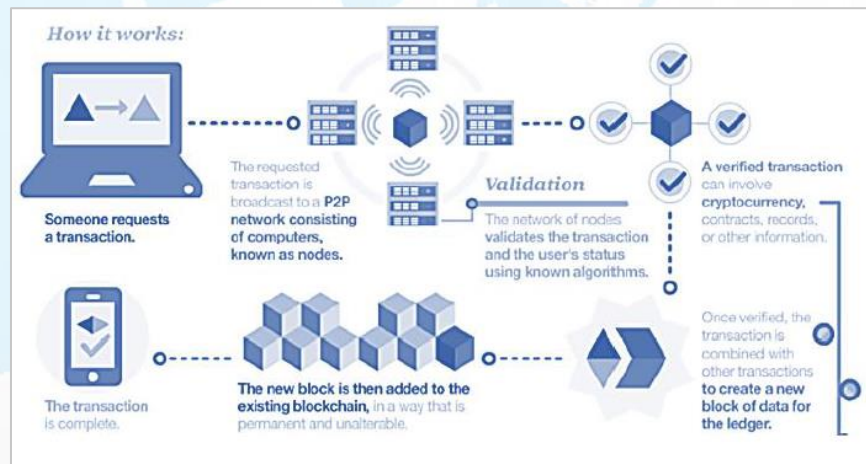 How it works:
Someone requests
a transaction.
The requested
transaction is
broadcast to a P2P
network consisting
of computers,
known as nodes.
Validation
The network of nodes
validates the transaction
and the user's status
using known algorithms.
A verified transaction
can involve
cryptocurrency,
contracts, records,
or other information.
Once verified, the
transaction is
combined with
other transactions
to create a new
block of data for
the ledger.
The new block is then added to the
existing blockchain, in a way that is
permanent and unalterable.
The transaction
is complete.